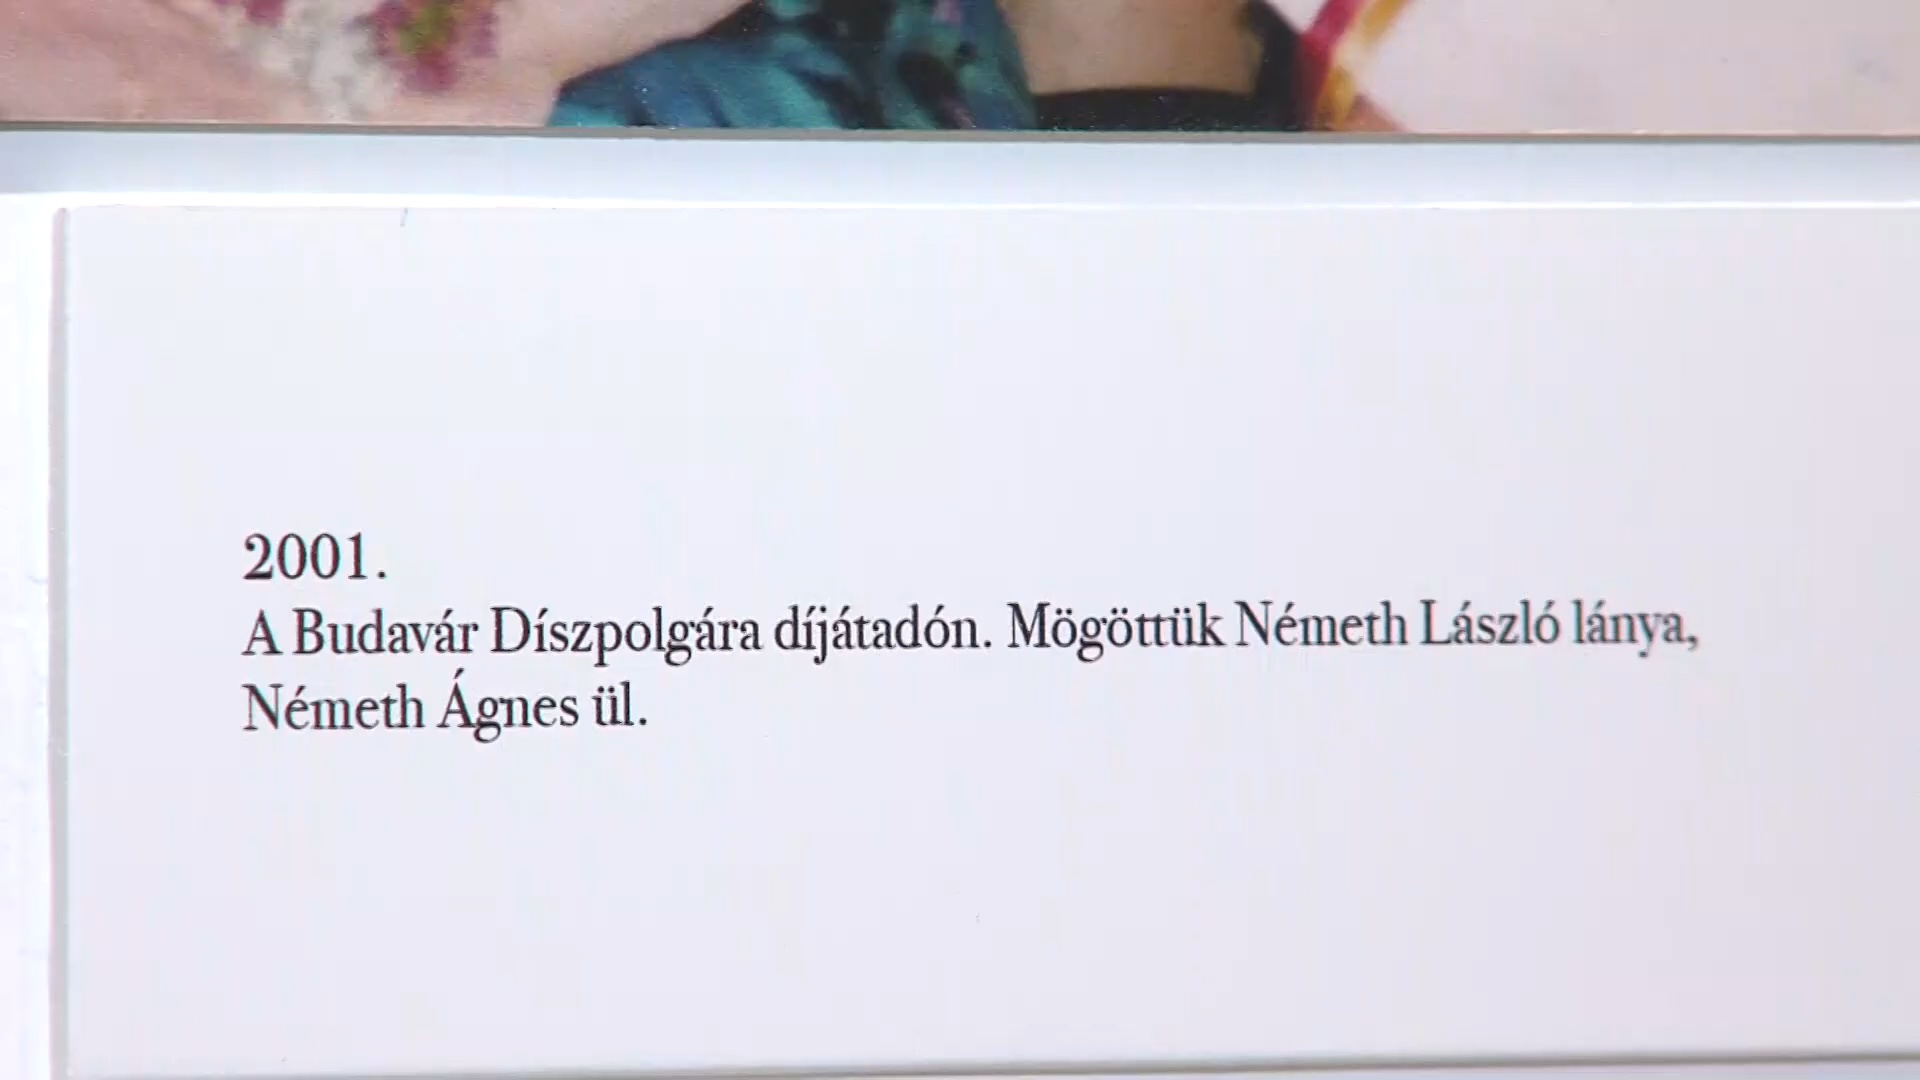 2001.
A Budavár Díszpolgára díjátadón. Mögöttük Németh László lánya,
Németh Ágnes ül.